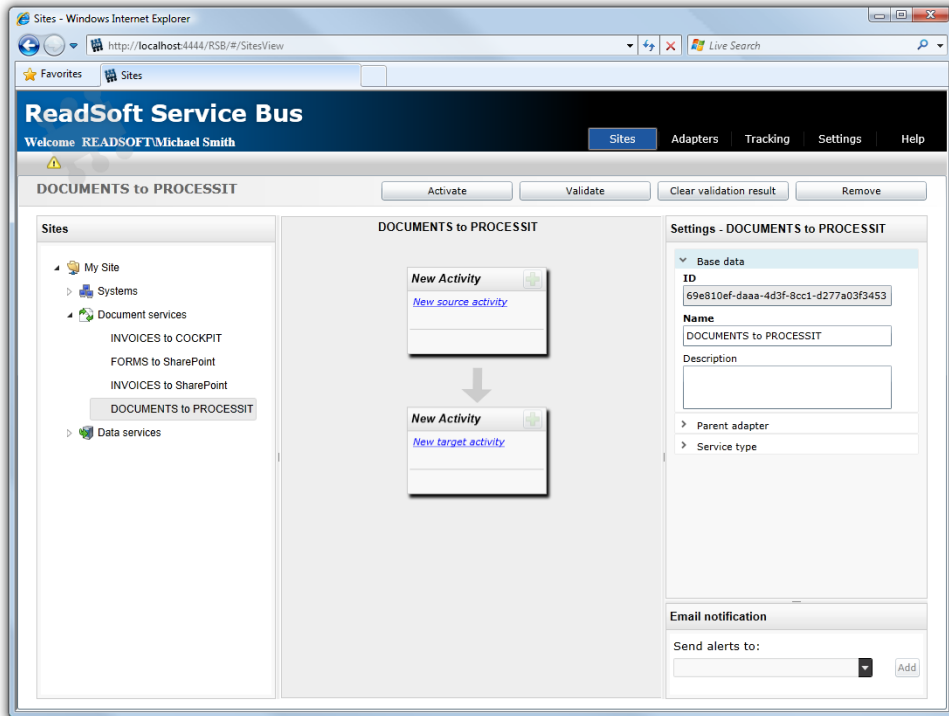 Sites - Windows Internet Explorer
http://localhost:4444/RSB/#/SitesView
Live Search
Favorites
Sites
ReadSoft Service Bus
Welcome READSOFT\Michael Smith
Sites Adapters Tracking Settings Help
DOCUMENTS to PROCESSIT
Activate Validate Clear validation result Remove
Sites
My Site
Systems
Document services
INVOICES to COCKPIT
FORMS to SharePoint
INVOICES to SharePoint
DOCUMENTS to PROCESSIT
Data services
DOCUMENTS to PROCESSIT
New Activity
New source activity
New Activity
New target activity
Settings - DOCUMENTS to PROCESSIT
Base data
ID
69e810ef-daaa-4d3f-8cc1-d277a03f3453
Name
DOCUMENTS to PROCESSIT
Description
Parent adapter
Service type
Email notification
Send alerts to:
Add